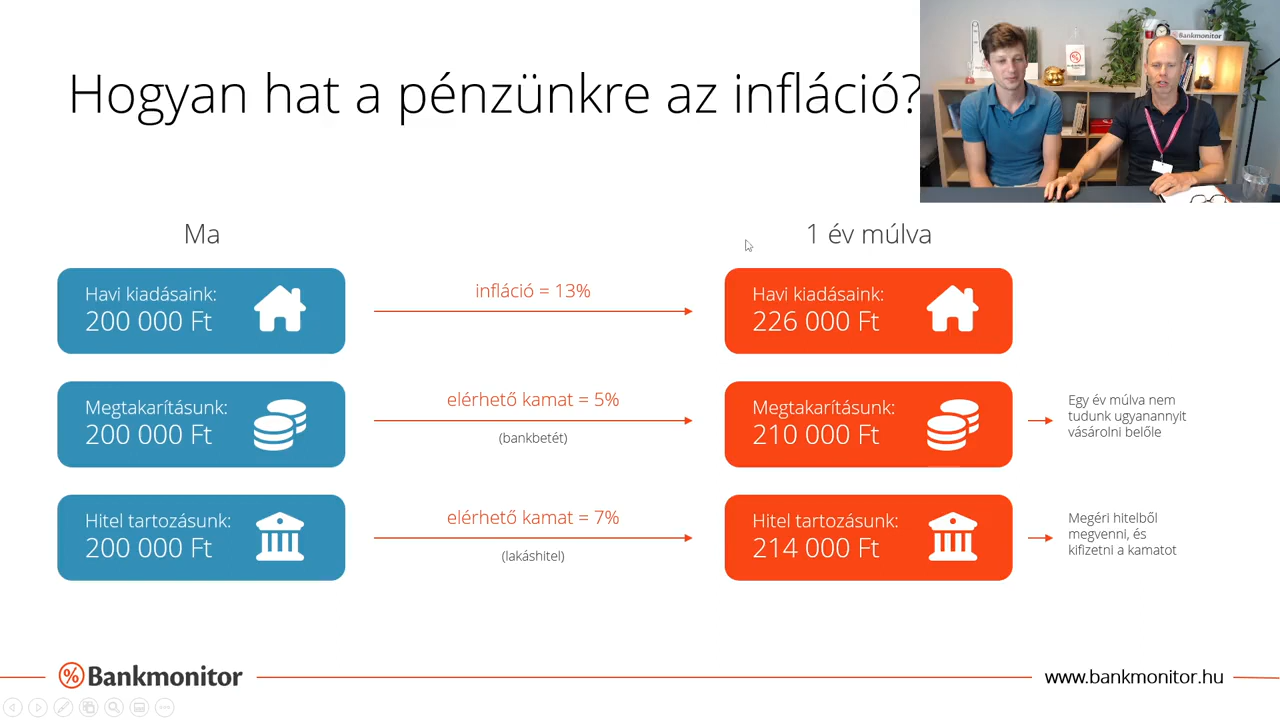 Hogyan hat a pénzünkre az infláció?
Bankmonitor
Ma
1 év múlva
Havi kiadásaink:
200 000 Ft
infláció = 13%
Havi kiadásaink:
226 000 Ft
Megtakarításunk:
200 000 Ft
elérhető kamat = 5%
(bankbetét)
Megtakarításunk:
210 000 Ft
Egy év múlva nem
tudunk ugyanannyit
vásárolni belőle
Hitel tartozásunk:
200 000 Ft
elérhető kamat = 7%
(lakáshitel)
Hitel tartozásunk:
214 000 Ft
Megéri hitelből
megvenni, és
kifizetni a kamatot
% Bankmonitor
www.bankmonitor.hu